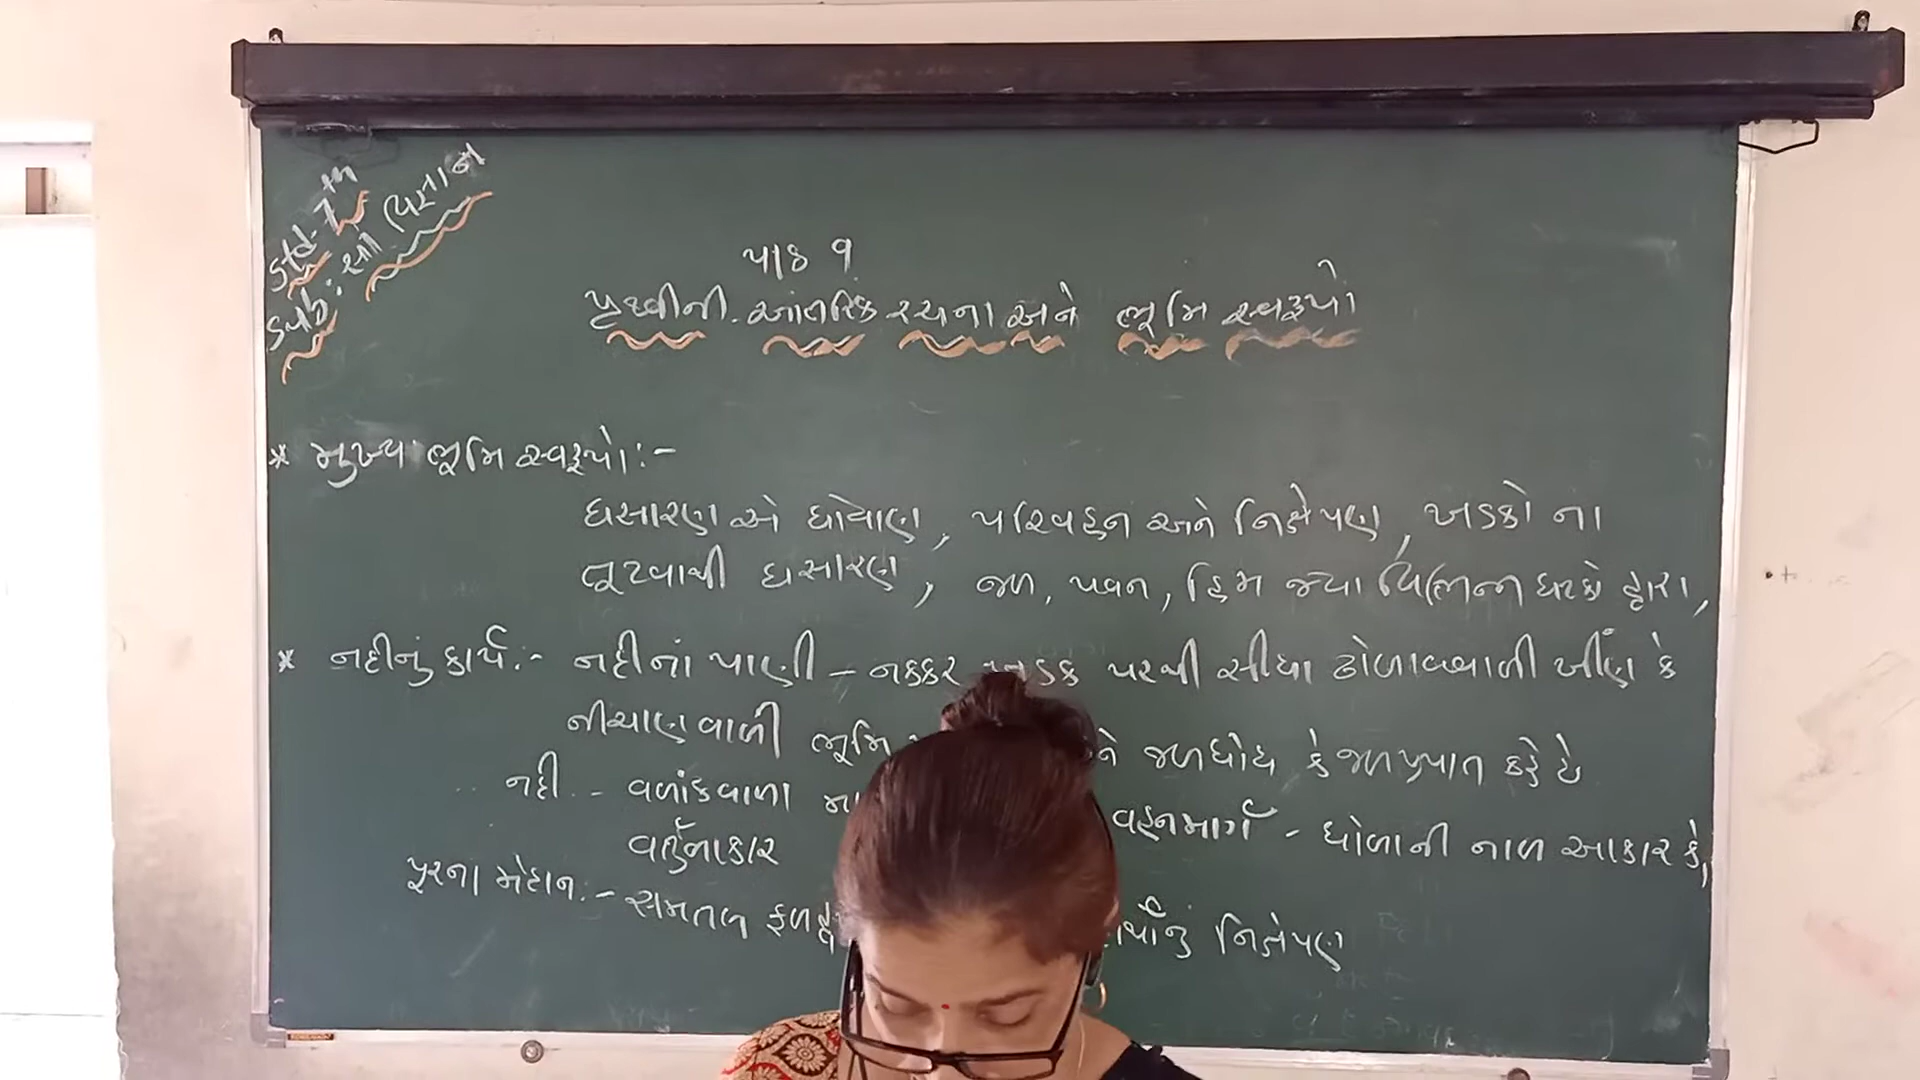 Std-7th
Sub: સા વિજ્ઞાન
પાઠ ૧
પૃથ્વીની આંતરિક રચના અને ભૂમિ સ્વરૂપો
* મુખ્ય ભૂમિ સ્વરૂપો:-
ઘસારણ એ ધોવાણ, પરિવહન અને નિક્ષેપણ, ખડકો ના
તૂટવાથી ઘસારણ, જળ, પવન, હિમ જેવા વિભિન્ન ઘટકો દ્વારા,
* નદીનું કાર્ય:- નદીનાં પાણી – નક્કર ખડક પરથી સીધા ઢોળાવવાળી ખીણ કે
નીચાણવાળી ભૂમિ ને જળધોધ કે જળપ્રપાત કહે છે
નદી - વળાંકવાળા વહનમાર્ગ - ઘોળાની નાળ આકાર કે,
વર્તુળાકાર
પૂરના મેદાન:- સમતળ ફળદ્રુ નિક્ષેપણ